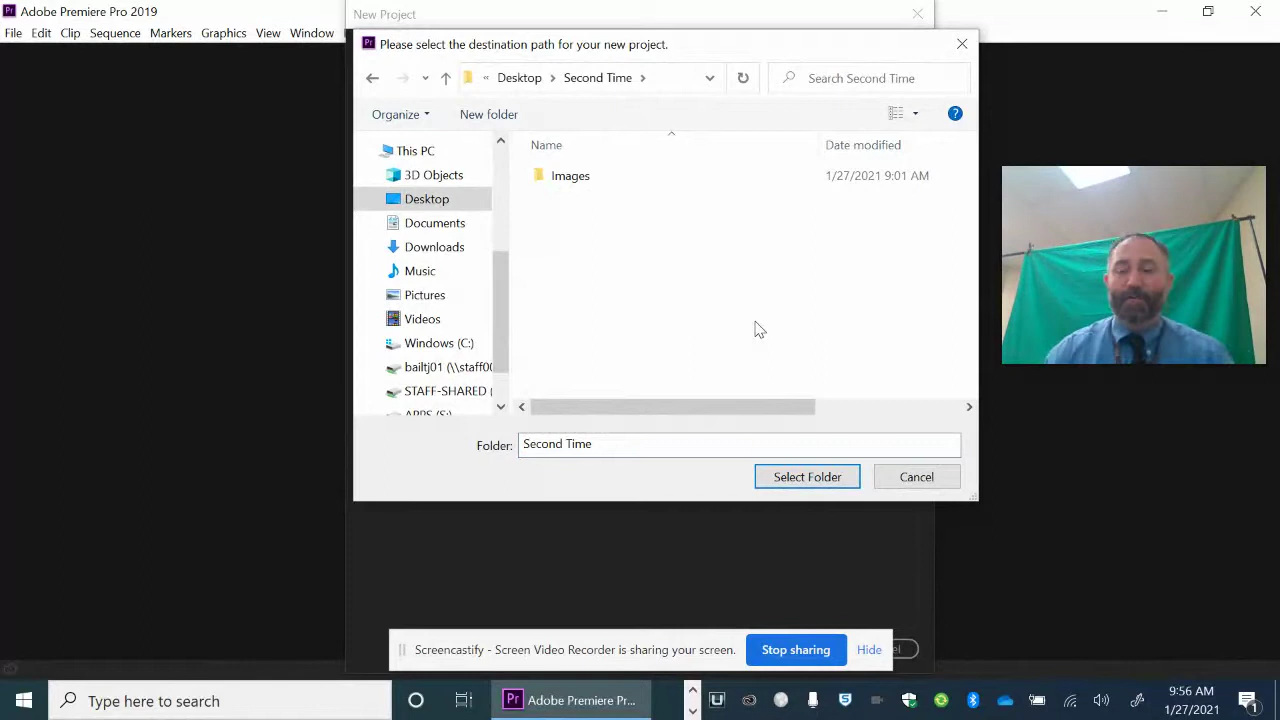 Adobe Premiere Pro 2019
New Project
File Edit Clip Sequence Markers Graphics View Window
Please select the destination path for your new project.
« Desktop Second Time
Search Second Time
Organize
New folder
Name
Date modified
This PC
3D Objects
Desktop
Documents
Downloads
Music
Pictures
Videos
Windows (C:)
bailtj01 (\\staff00
STAFF-SHARED (
APPS (S:)
Images
1/27/2021 9:01 AM
Folder: Second Time
Select Folder
Cancel
Screencastify - Screen Video Recorder is sharing your screen.
Stop sharing
Hide
Type here to search
Adobe Premiere Pr...
9:56 AM
1/27/2021